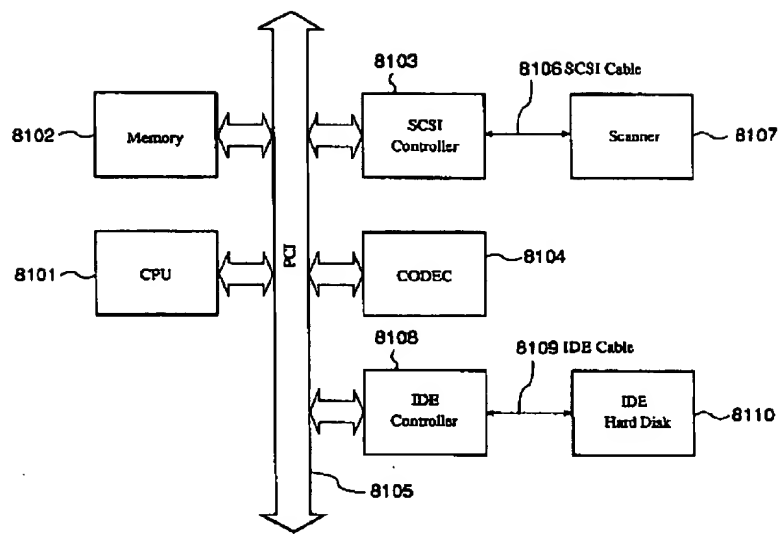 8103
8106 SCSI Cable
8102
Memory
SCSI
Controller
Scanner
8107
PCI
8101
CPU
CODEC
8104
8108
8109 IDE Cable
IDE
Controller
IDE
Hard Disk
8110
8105